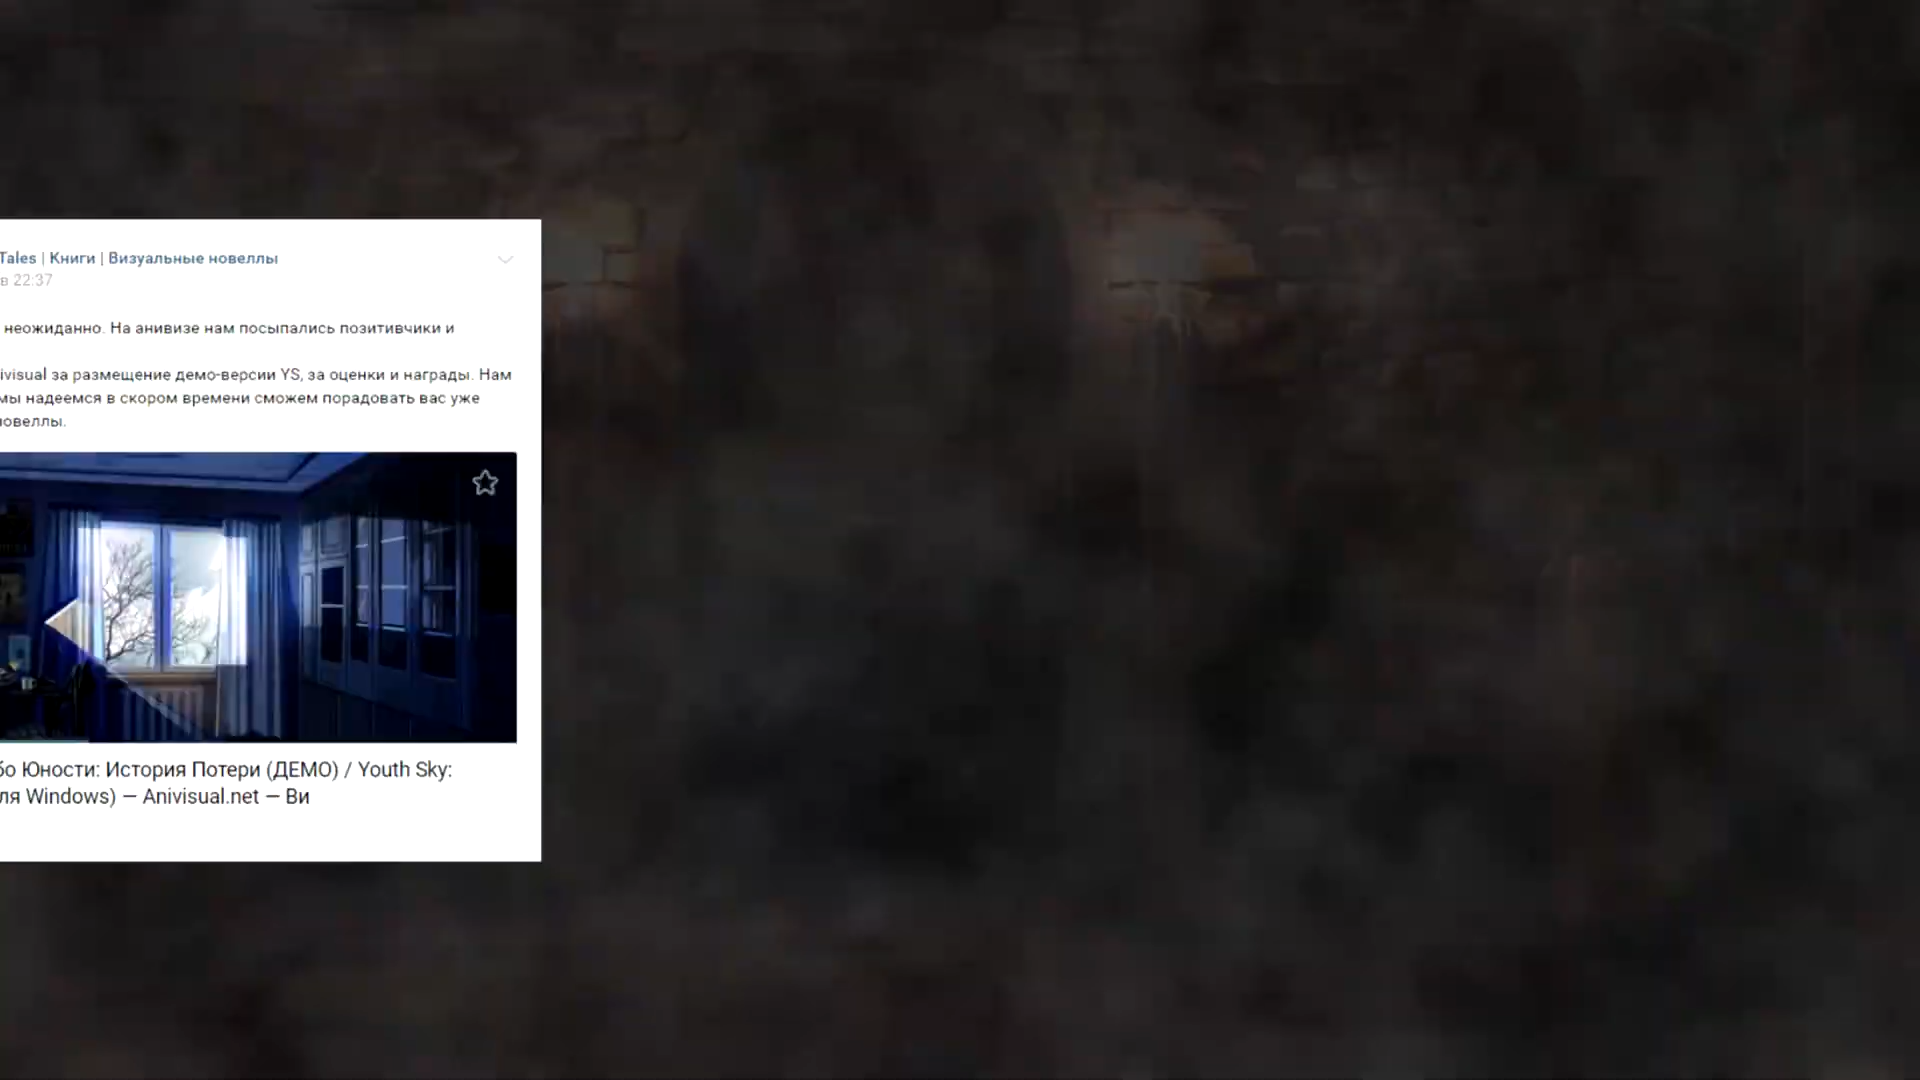 Tales | Книги | Визуальные новеллы
в 22:37
неожиданно. На анивизе нам посыпались позитивчики и
ivisual за размещение демо-версии YS, за оценки и награды. Нам
мы надеемся в скором времени сможем порадовать вас уже
новеллы.
бо Юности: История Потери (ДЕМО) / Youth Sky:
ля Windows) — Anivisual.net — Ви